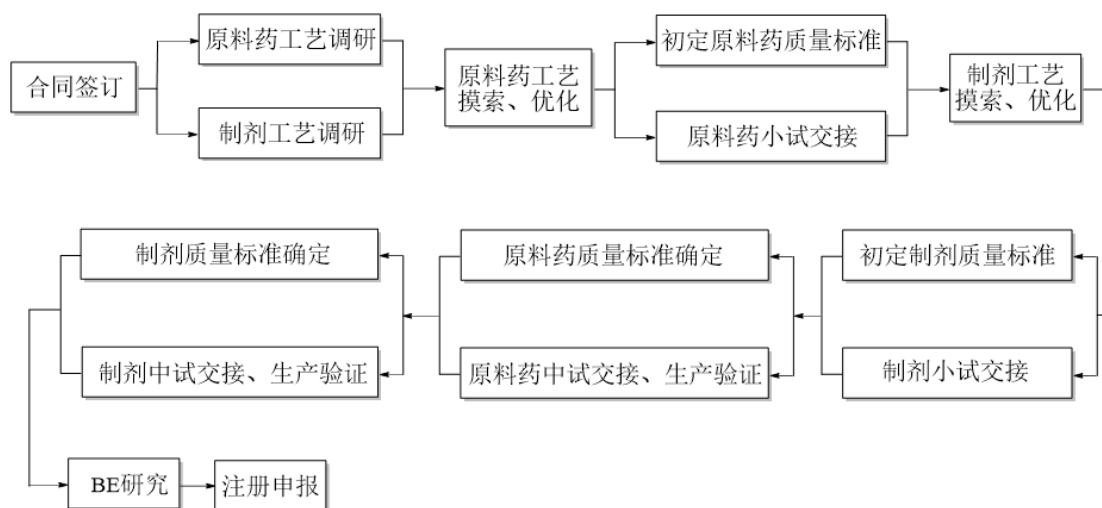 合同签订
原料药工艺调研
制剂工艺调研
原料药工艺
摸索、优化
初定原料药质量标准
原料药小试交接
制剂工艺
摸索、优化
初定制剂质量标准
制剂小试交接
原料药质量标准确定
原料药中试交接、生产验证
制剂质量标准确定
制剂中试交接、生产验证
BE研究
注册申报